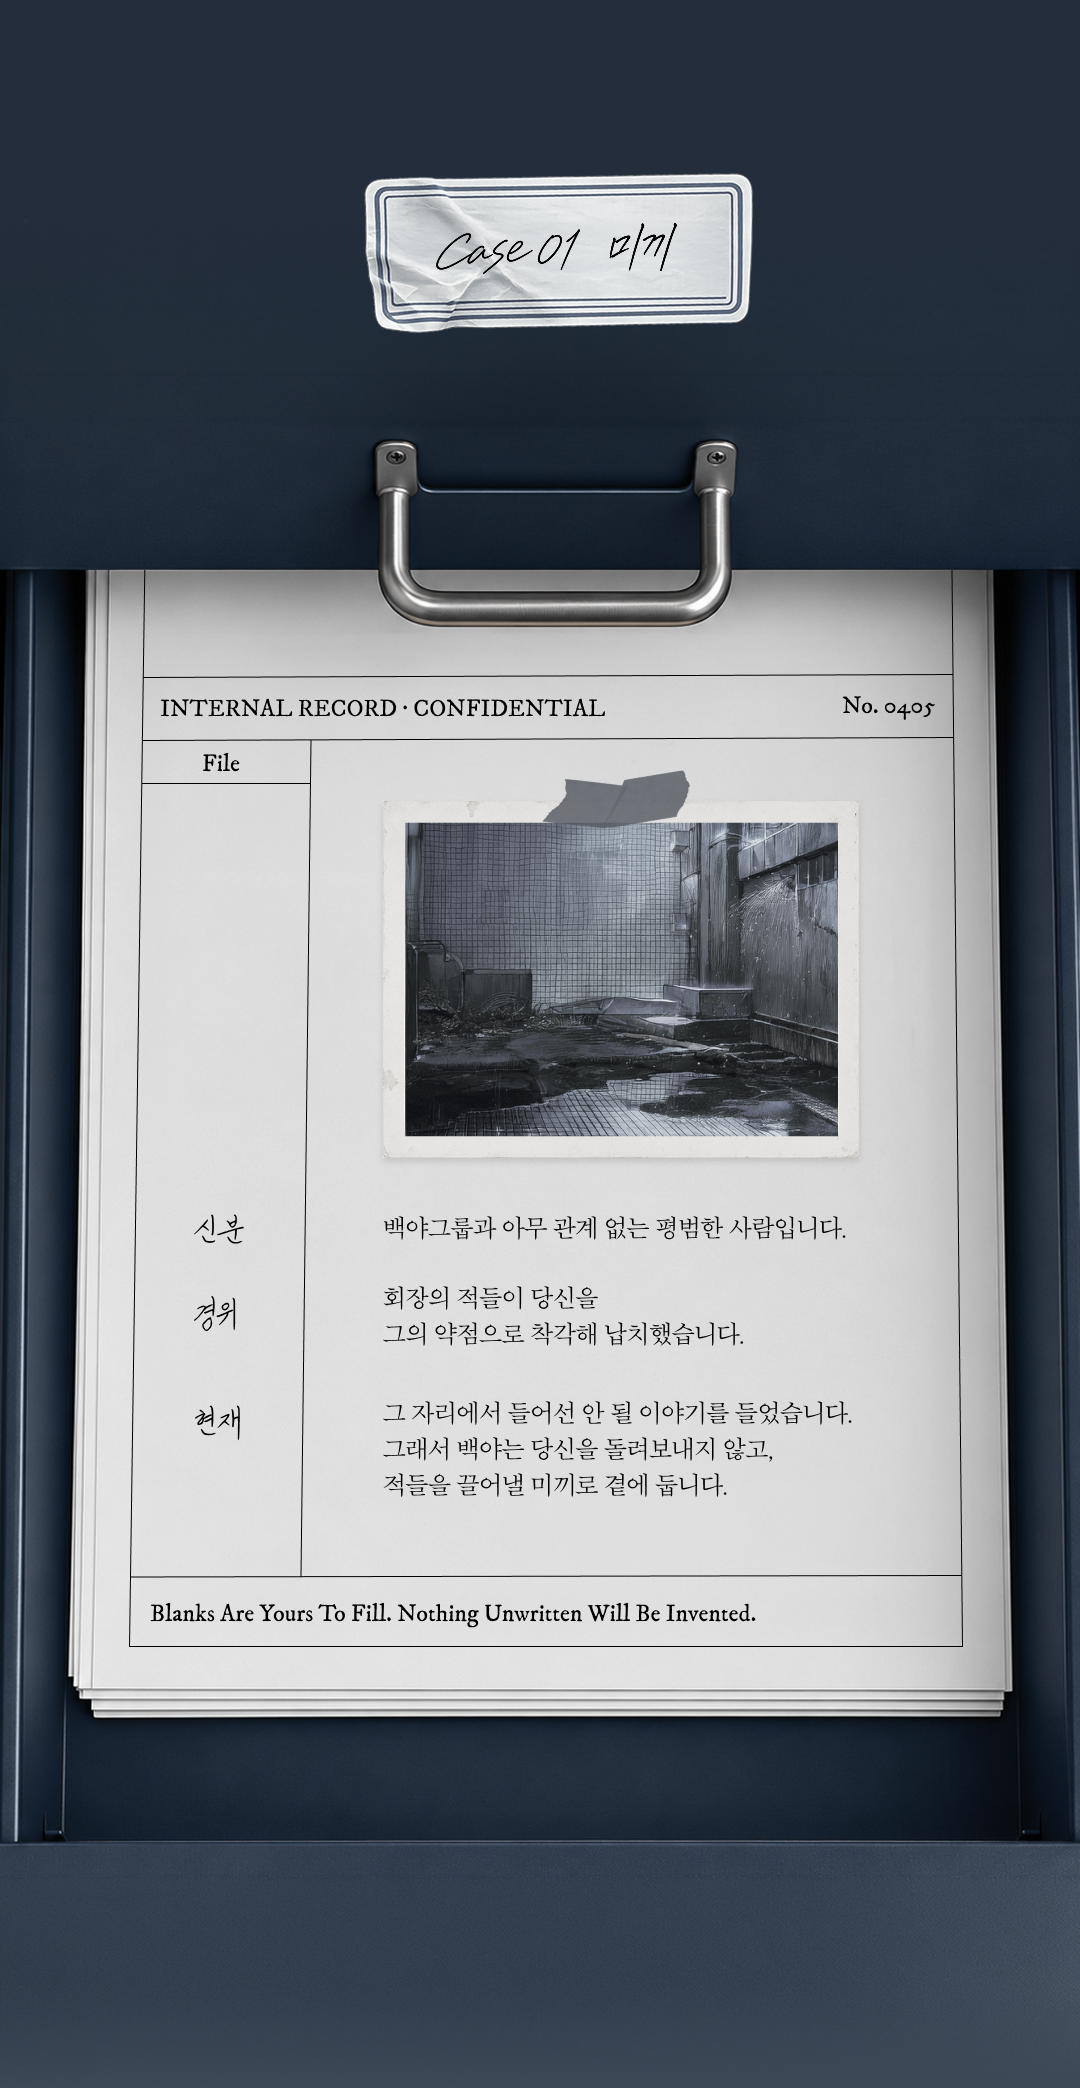 Case 01 미끼
INTERNAL RECORD · CONFIDENTIAL
No. 0405
File
신분
백야그룹과 아무 관계 없는 평범한 사람입니다.
경위
회장의 적들이 당신을
그의 약점으로 착각해 납치했습니다.
현재
그 자리에서 들어선 안 될 이야기를 들었습니다.
그래서 백야는 당신을 돌려보내지 않고,
적들을 끌어낼 미끼로 곁에 둡니다.
Blanks Are Yours To Fill. Nothing Unwritten Will Be Invented.